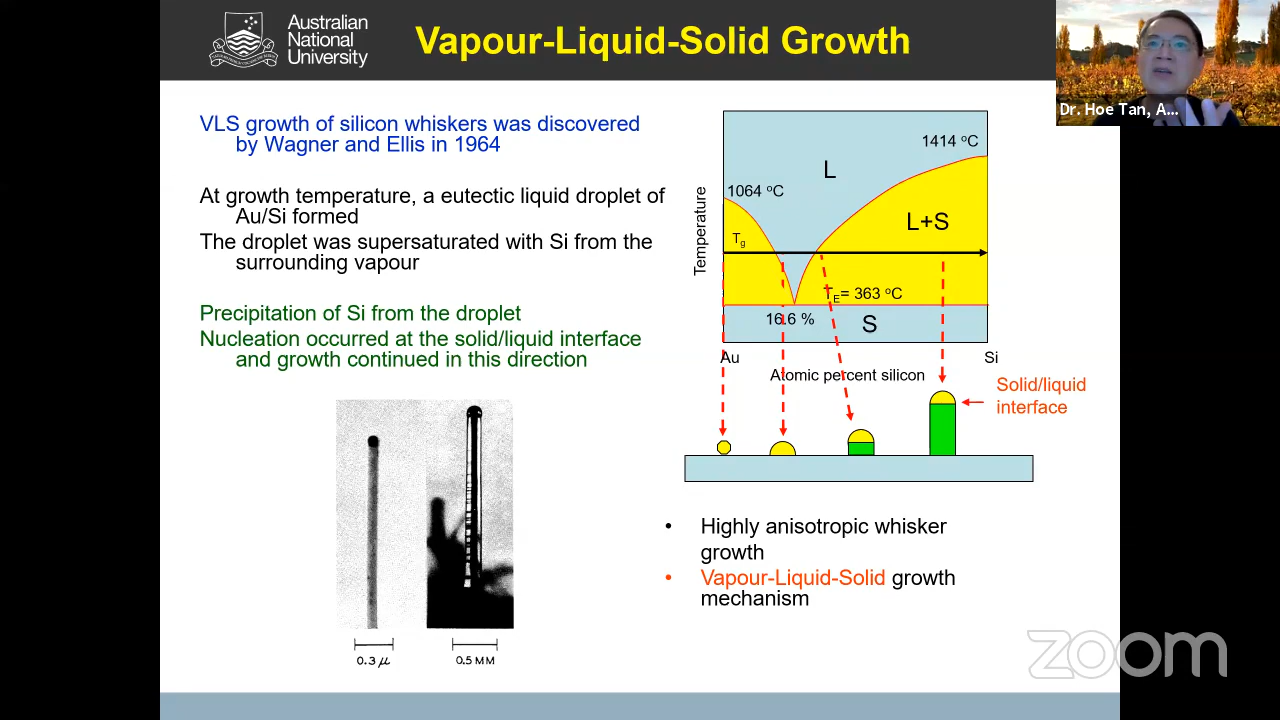 Australian
National
University
Vapour-Liquid-Solid Growth
Dr. Hoe Tan, A...
VLS growth of silicon whiskers was discovered
by Wagner and Ellis in 1964
At growth temperature, a eutectic liquid droplet of
Au/Si formed
The droplet was supersaturated with Si from the
surrounding vapour
Precipitation of Si from the droplet
Nucleation occurred at the solid/liquid interface
and growth continued in this direction
0.3 μ
0.5 MM
Temperature
1414 °C
L
1064 °C
L+S
Tg
TE= 363 °C
16.6 %
S
Au
Si
Atomic percent silicon
Solid/liquid
interface
• Highly anisotropic whisker
growth
• Vapour-Liquid-Solid growth
mechanism
zoom